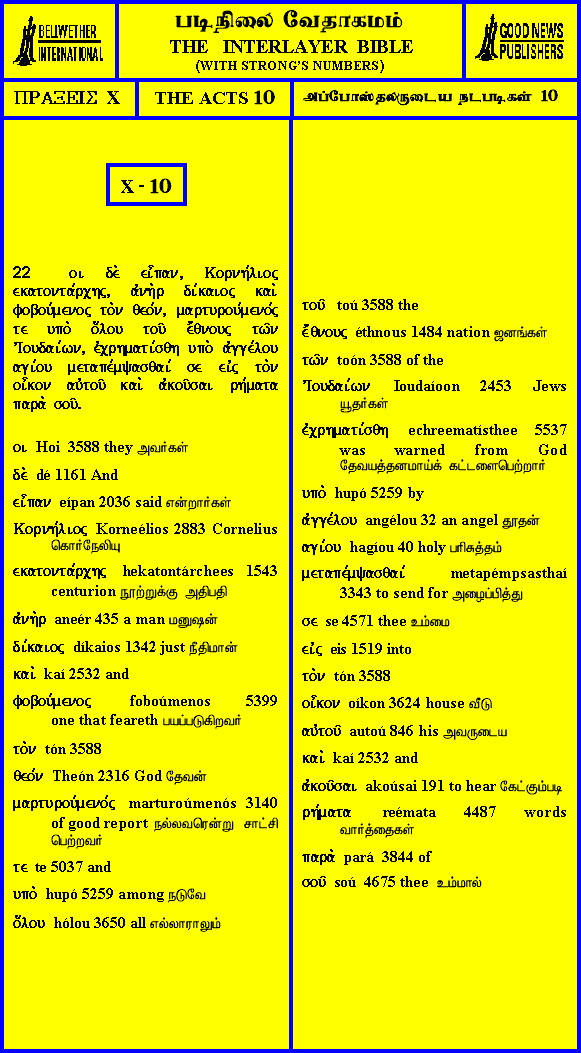 BELLWETHER
INTERNATIONAL
படிநிலை வேதாகமம்
THE INTERLAYER BIBLE
(WITH STRONG'S NUMBERS)
GOOD NEWS
PUBLISHERS
ΠΡΑΞΕΙΣ X
THE ACTS 10
அப்போஸ்தலருடைய நடபடிகள் 10
X - 10
22 οι δὲ εἶπαν, Κορνήλιος
εκατοντάρχης, ἀνὴρ δίκαιος καὶ
φοβούμενος τὸν θεόν, μαρτυρούμενός
τε υπὸ ὅλου τοῦ ἔθνους τῶν
Ἰουδαίων, ἐχρηματίσθη υπὸ ἀγγέλου
αγίου μεταπέμψασθαί σε εἰς τὸν
οἶκον αὐτοῦ καὶ ἀκοῦσαι ρήματα
παρὰ σοῦ.
οι Hoi 3588 they அவர்கள்
δὲ dé 1161 And
εἶπαν eípan 2036 said என்றார்கள்
Κορνήλιος Korneélios 2883 Cornelius
கொர்நேலியு
εκατοντάρχης hekatontárchees 1543
centurion நூற்றுக்கு அதிபதி
ἀνὴρ aneér 435 a man மனுஷன்
δίκαιος díkaios 1342 just நீதிமான்
καὶ kaí 2532 and
φοβούμενος foboúmenos 5399
one that feareth பயப்படுகிறவர்
τὸν tón 3588
θεόν Theón 2316 God தேவன்
μαρτυρούμενός marturoúmenós 3140
of good report நல்லவரென்று சாட்சி
பெற்றவர்
τε te 5037 and
υπὸ hupó 5259 among நடுவே
ὅλου hólou 3650 all எல்லாராலும்
τοῦ toú 3588 the
ἔθνους éthnous 1484 nation ஜனங்கள்
τῶν toón 3588 of the
Ἰουδαίων Ioudaíoon 2453 Jews
யூதர்கள்
ἐχρηματίσθη echreematísthee 5537
was warned from God
தேவயத்தனமாய்க் கட்டளைபெற்றார்
υπὸ hupó 5259 by
ἀγγέλου angélou 32 an angel தூதன்
αγίου hagíou 40 holy பரிசுத்தம்
μεταπέμψασθαί metapémpsasthaí
3343 to send for அழைப்பித்து
σε se 4571 thee உம்மை
εἰς eis 1519 into
τὸν tón 3588
οἶκον oíkon 3624 house வீடு
αὐτοῦ autoú 846 his அவருடைய
καὶ kaí 2532 and
ἀκοῦσαι akoúsai 191 to hear கேட்கும்படி
ρήματα reémata 4487 words
வார்த்தைகள்
παρὰ pará 3844 of
σοῦ soú 4675 thee உம்மால்